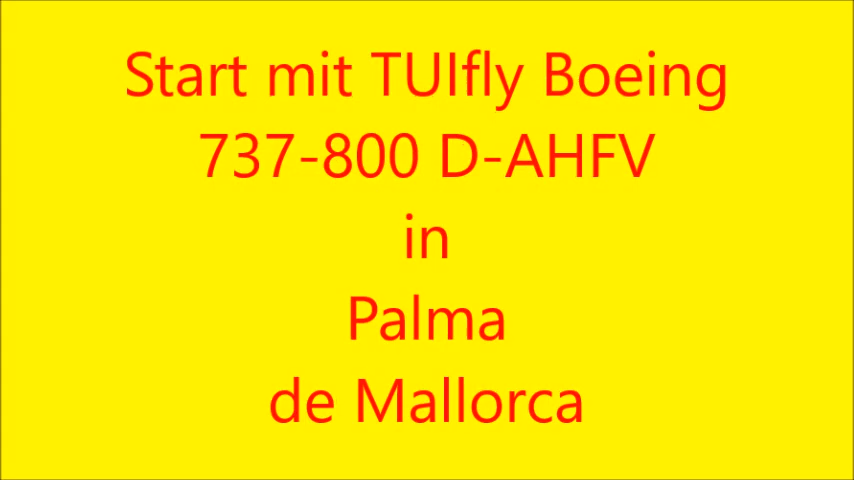 Start mit TUIfly Boeing
737-800 D-AHFV
in
Palma
de Mallorca